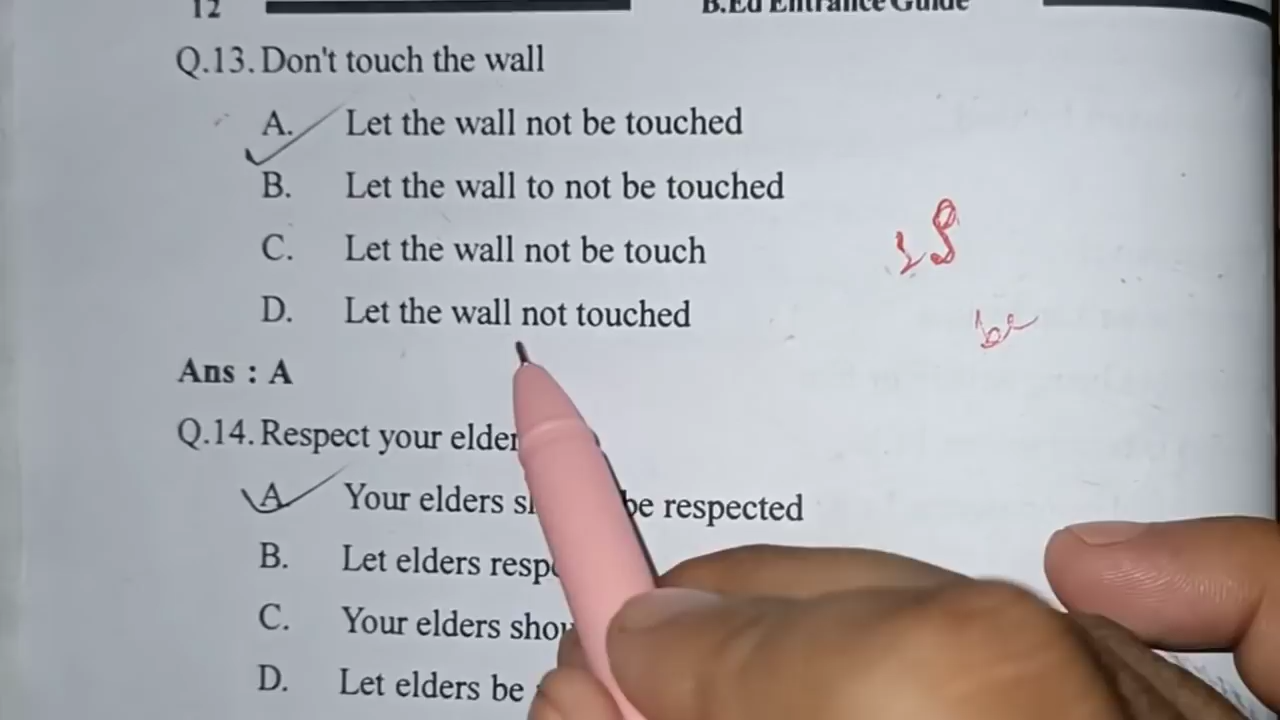 12 B.Ed Entrance Guide
Q.13. Don't touch the wall
A. Let the wall not be touched
B. Let the wall to not be touched
C. Let the wall not be touch
D. Let the wall not touched
be
Ans : A
Q.14. Respect your
A Your elders be respected
B. Let elders
C. Your elders
D. Let elders be